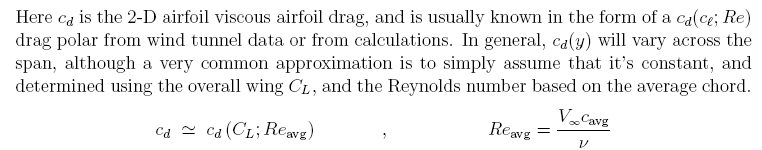 Here c_d is the 2-D airfoil viscous airfoil drag, and is usually known in the form of a c_d(c_ℓ; Re)
drag polar from wind tunnel data or from calculations. In general, c_d(y) will vary across the
span, although a very common approximation is to simply assume that it's constant, and
determined using the overall wing C_L, and the Reynolds number based on the average chord.
c_d ≃ c_d (C_L; Re_avg) , Re_avg = V_∞ c_avg / ν